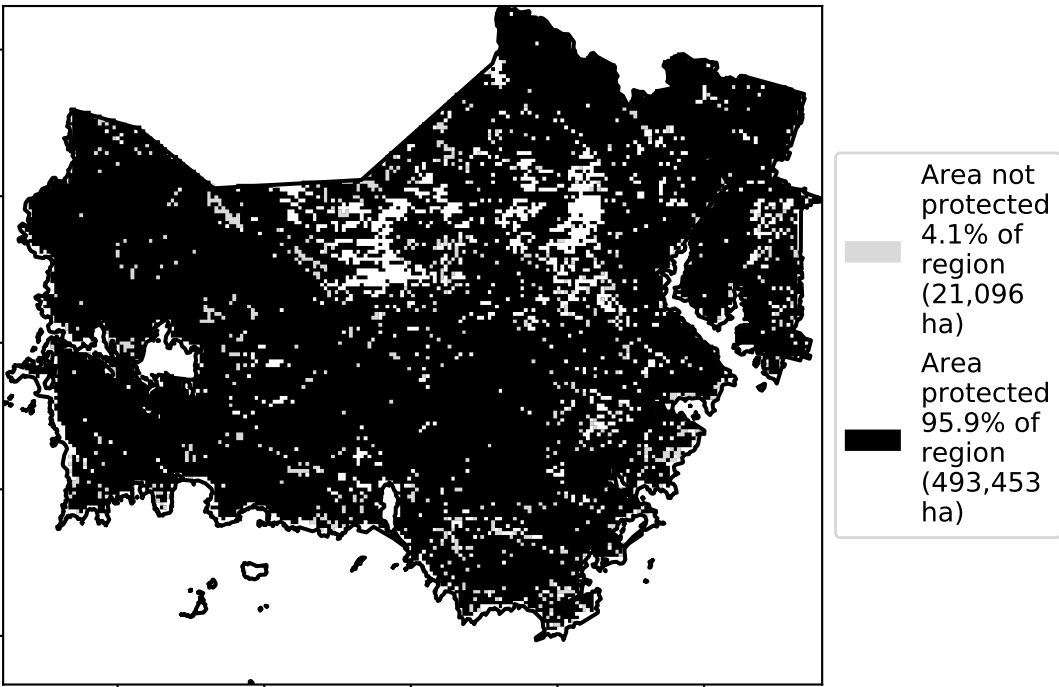 Area not
protected
4.1% of
region
(21,096
ha)
Area
protected
95.9% of
region
(493,453
ha)